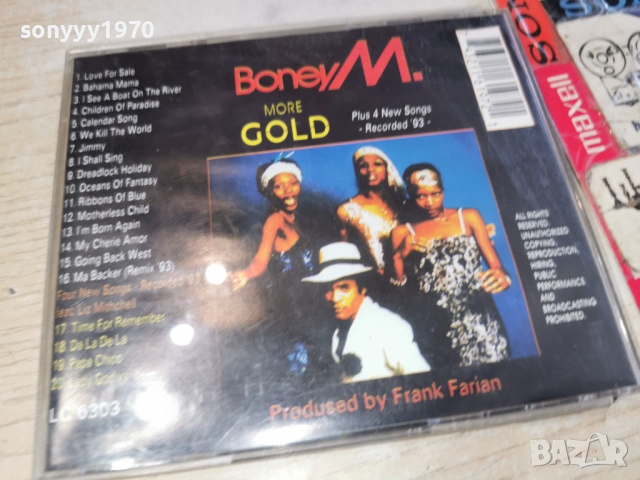 sonyyy1970
Boney M.
MORE
GOLD
Plus 4 New Songs
- Recorded '93 -
1. Love For Sale
2. Bahama Mama
3. I See A Boat On The River
4. Children Of Paradise
5. Calendar Song
6. We Kill The World
7. Jimmy
8. I Shall Sing
9. Dreadlock Holiday
10. Oceans Of Fantasy
11. Ribbons Of Blue
12. Motherless Child
13. I'm Born Again
14. My Cherie Amor
15. Going Back West
16. Ma Backer (Remix '93)
Four New Songs - Recorded
feat. Liz Mitchell
17. Time For Remember
18. Da La De La
19. Papa Chico
20.
LC 6303
ALL RIGHTS
RESERVED
UNAUTHORIZED
COPYING,
REPRODUCTION,
HIRING,
PUBLIC
PERFORMANCE
AND
BROADCASTING
PROHIBITED.
Prodused by Frank Farian
maxell
BAZAR